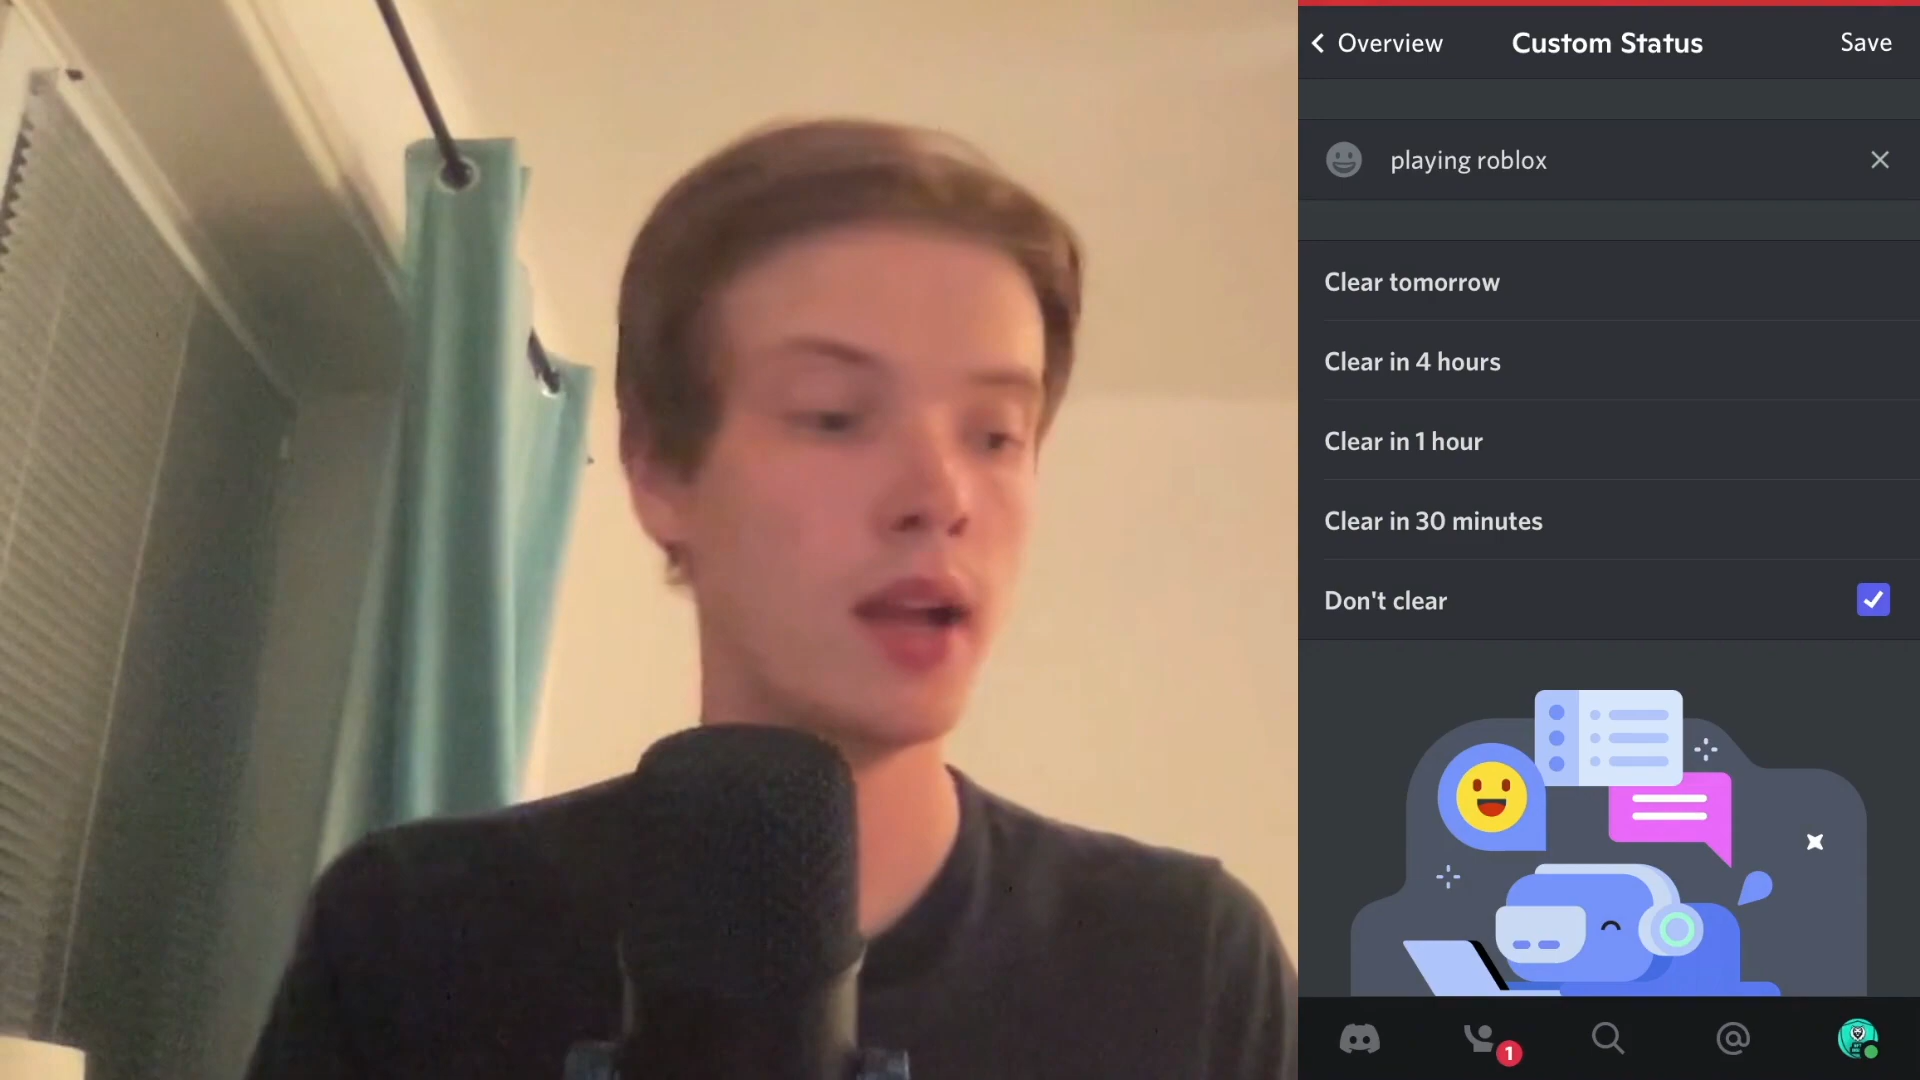 Overview
Custom Status
Save
playing roblox
Clear tomorrow
Clear in 4 hours
Clear in 1 hour
Clear in 30 minutes
Don't clear
1